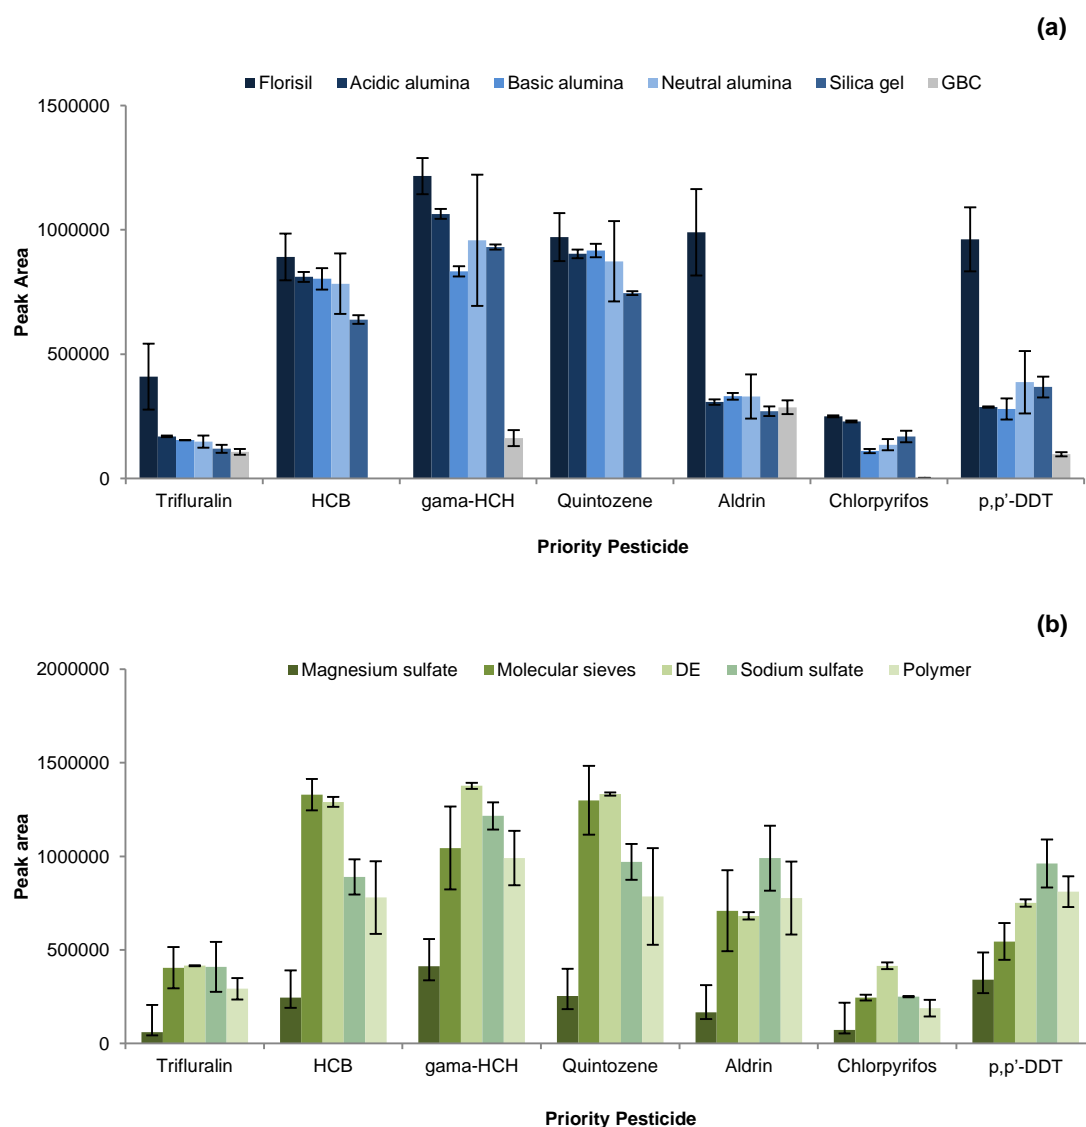 (a)
Florisil Acidic alumina Basic alumina Neutral alumina Silica gel GBC
1500000
1000000
500000
0
Peak Area
Trifluralin HCB gama-HCH Quintozene Aldrin Chlorpyrifos p,p'-DDT
Priority Pesticide
(b)
2000000
Magnesium sulfate Molecular sieves DE Sodium sulfate Polymer
1500000
1000000
500000
0
Peak area
Trifluralin HCB gama-HCH Quintozene Aldrin Chlorpyrifos p,p'-DDT
Priority Pesticide